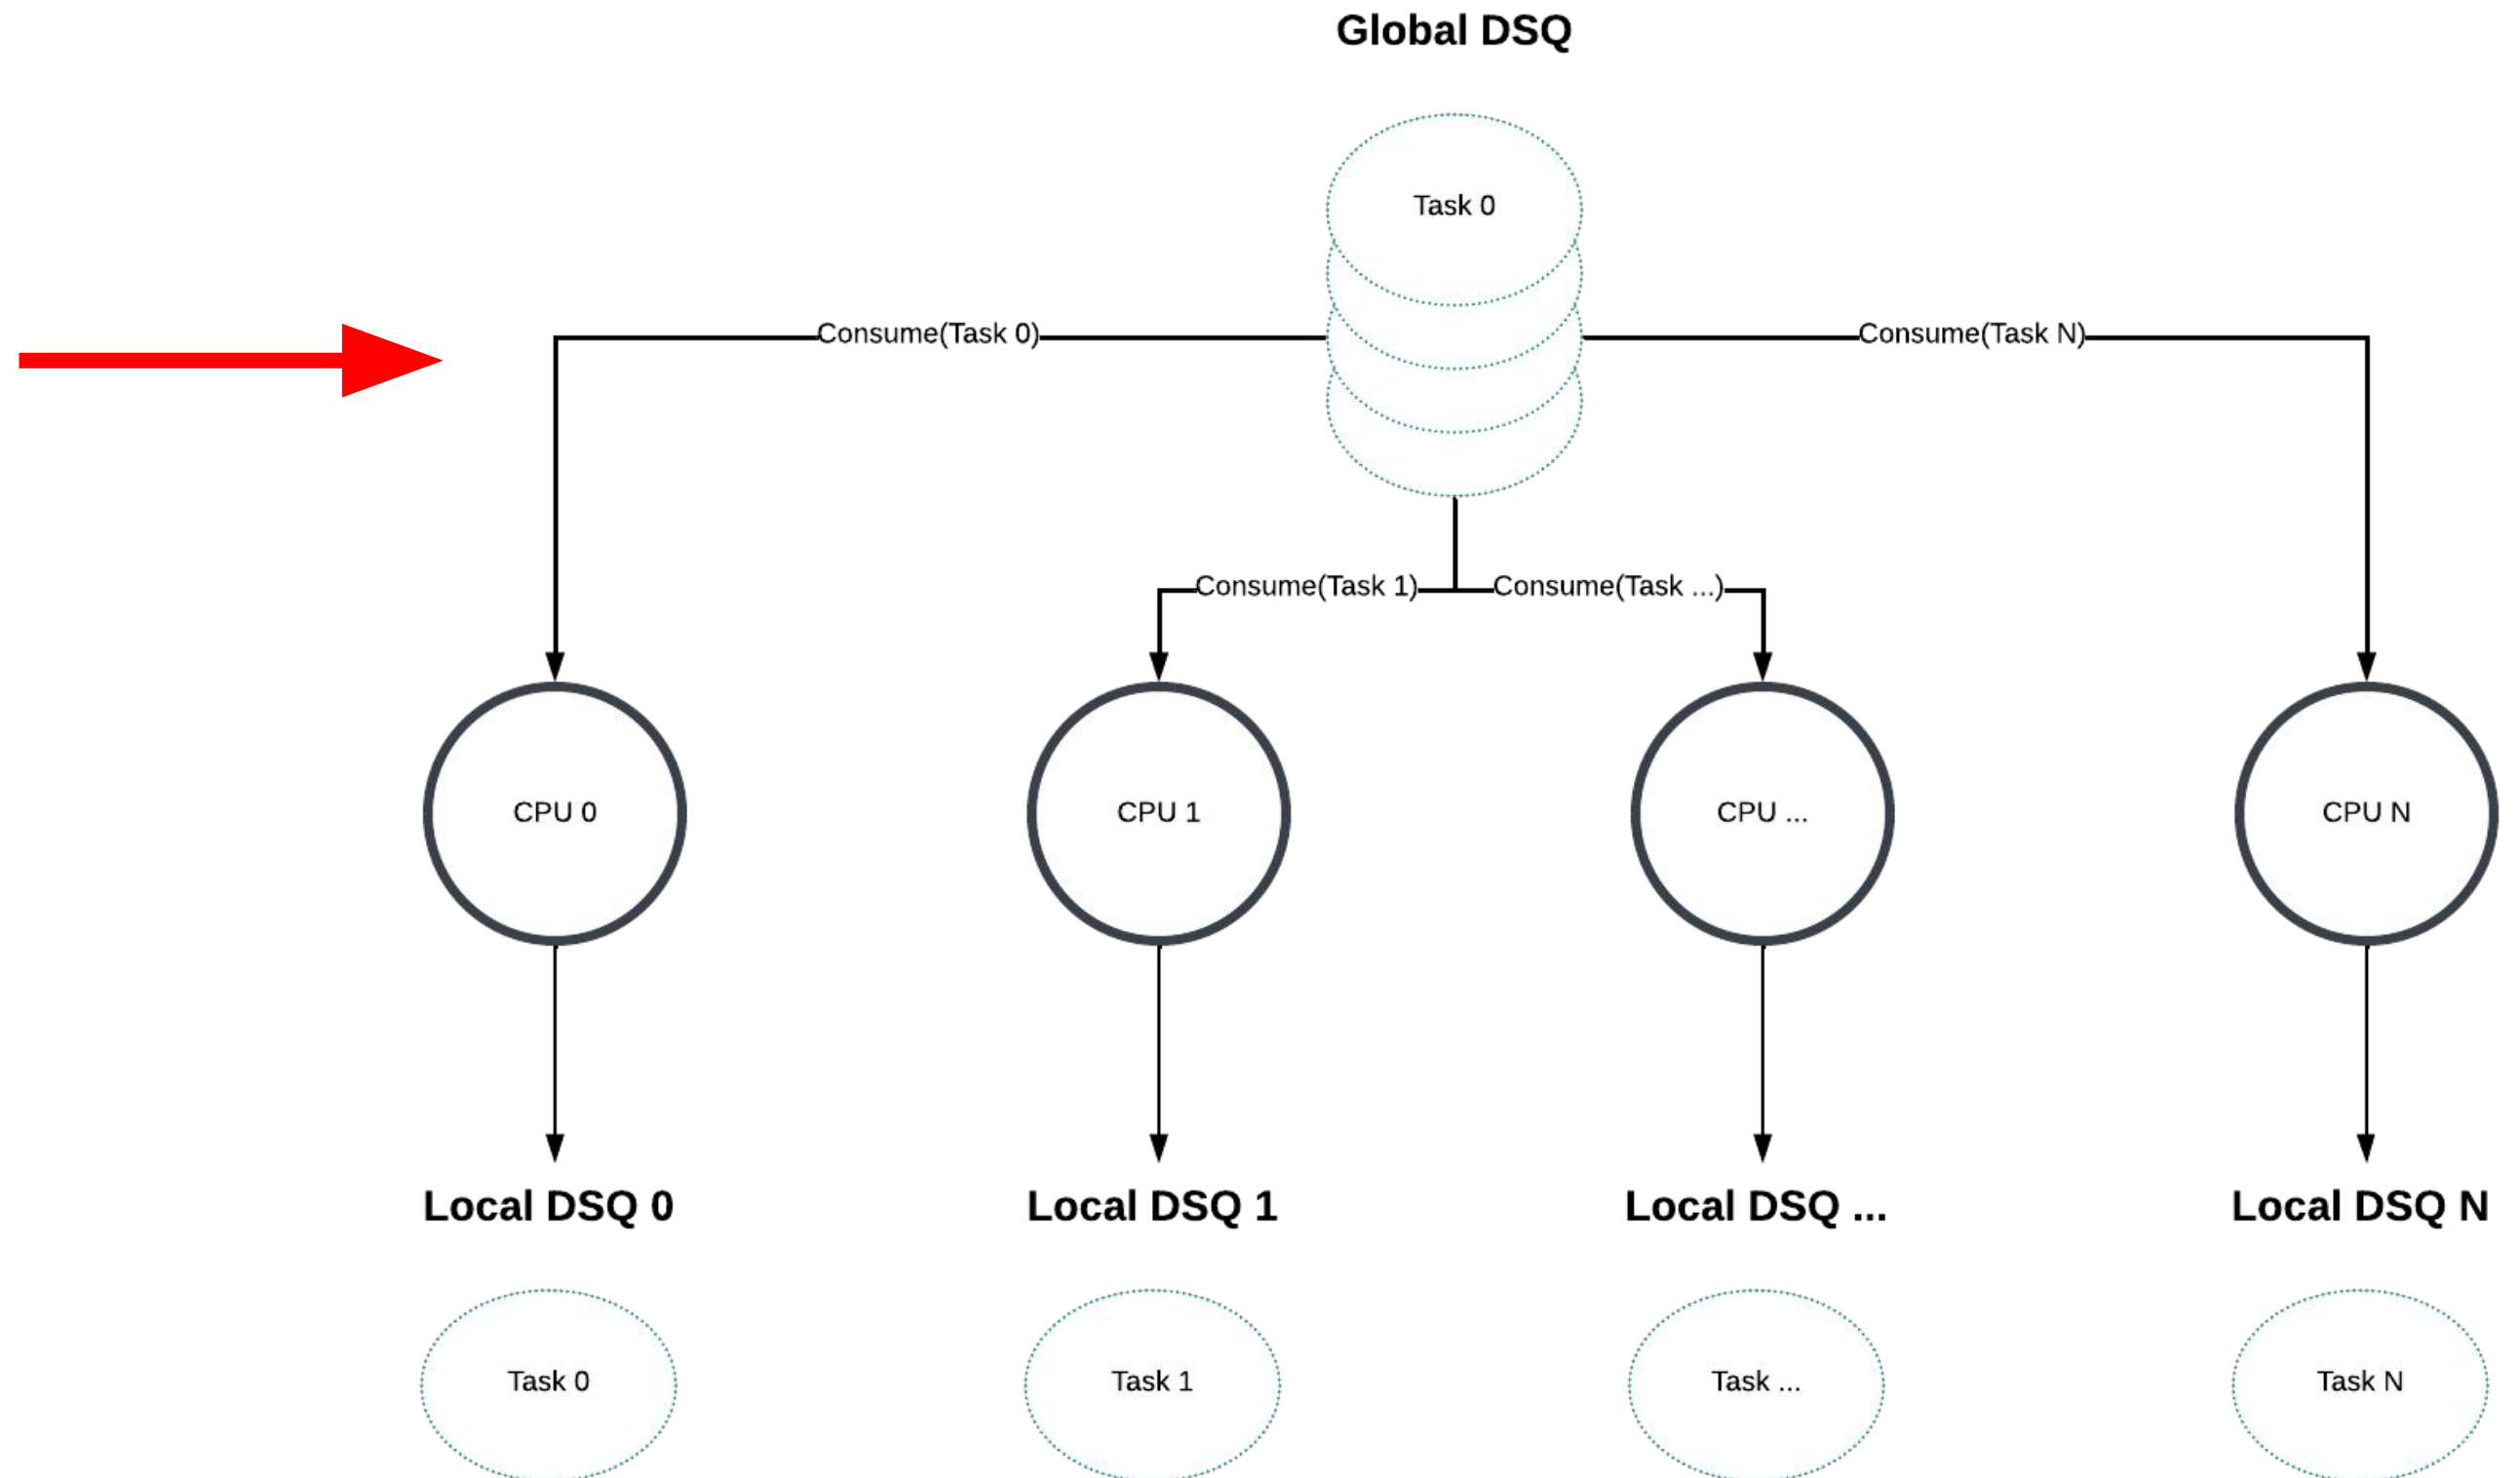 Global DSQ
Task 0
Consume(Task 0)
Consume(Task N)
Consume(Task 1)
Consume(Task ...)
CPU 0
CPU 1
CPU ...
CPU N
Local DSQ 0
Local DSQ 1
Local DSQ ...
Local DSQ N
Task 0
Task 1
Task ...
Task N